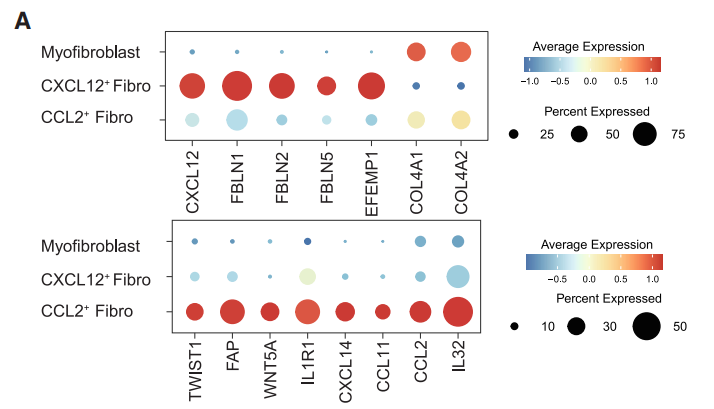 A
Myofibroblast
CXCL12+ Fibro
CCL2+ Fibro
CXCL12
FBLN1
FBLN2
FBLN5
EFEMP1
COL4A1
COL4A2
Average Expression
−1.0 −0.5 0.0 0.5 1.0
Percent Expressed
25 50 75
Myofibroblast
CXCL12+ Fibro
CCL2+ Fibro
TWIST1
FAP
WNT5A
IL1R1
CXCL14
CCL11
CCL2
IL32
Average Expression
−0.5 0.0 0.5 1.0
Percent Expressed
10 30 50